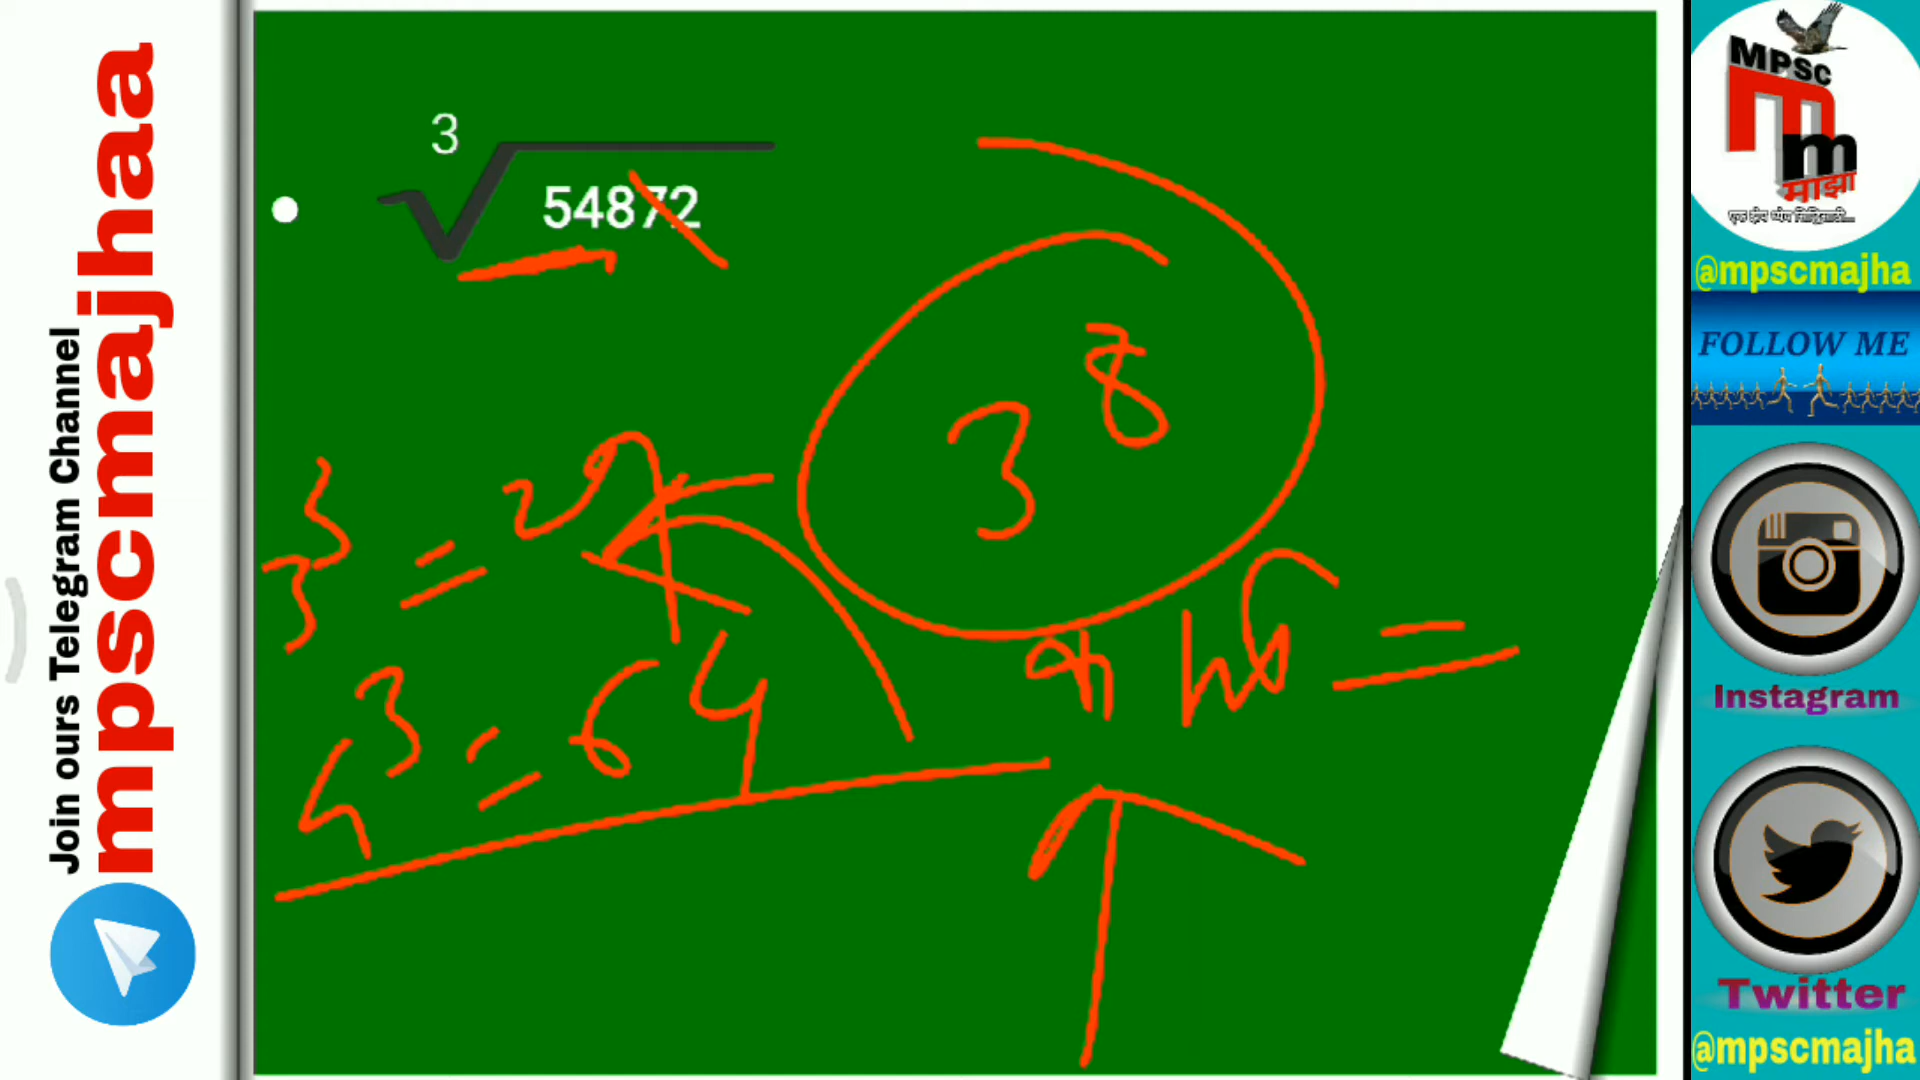 Join ours Telegram Channel
mpscmajhaa
3
√54872
38
3³ = 27
4³ = 64
MPSC
m
माझा
@mpscmajha
FOLLOW ME
Instagram
Twitter
@mpscmajha